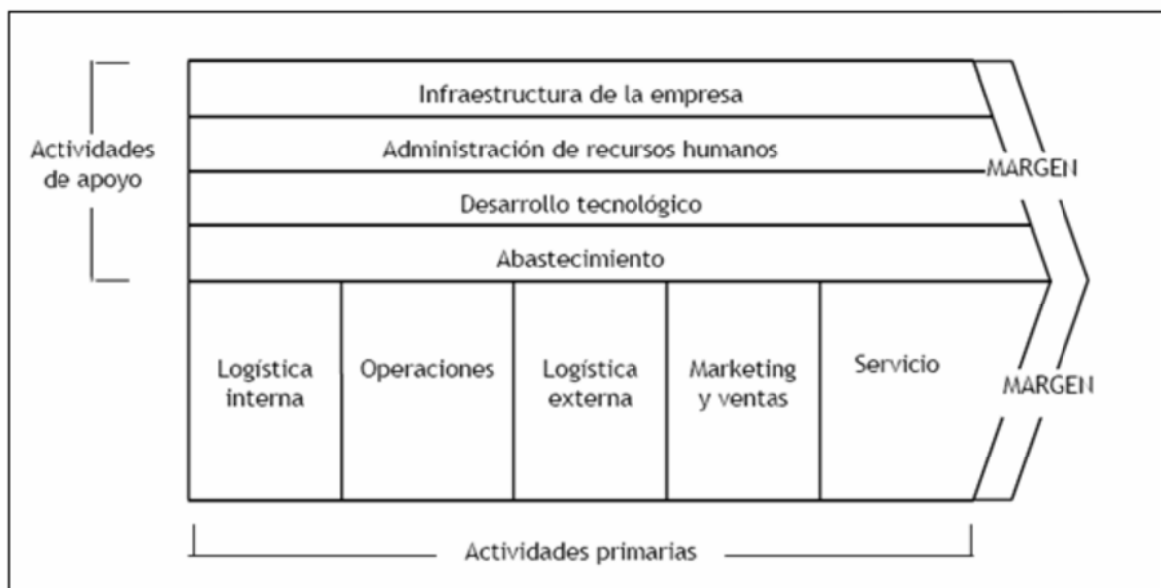 Infraestructura de la empresa
Actividades
de apoyo
Administración de recursos humanos
MARGEN
Desarrollo tecnológico
Abastecimiento
Logística
interna
Operaciones
Logística
externa
Marketing
y ventas
Servicio
MARGEN
Actividades primarias